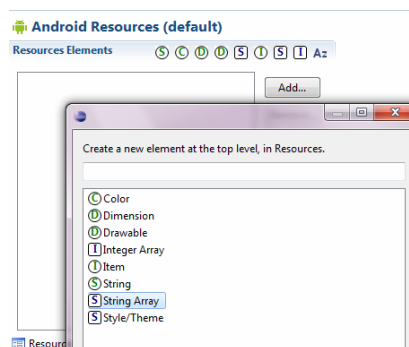 Android Resources (default)
Resources Elements S C D D S I S I Az
Add...
Create a new element at the top level, in Resources.
C Color
D Dimension
D Drawable
I Integer Array
I Item
S String
S String Array
S Style/Theme